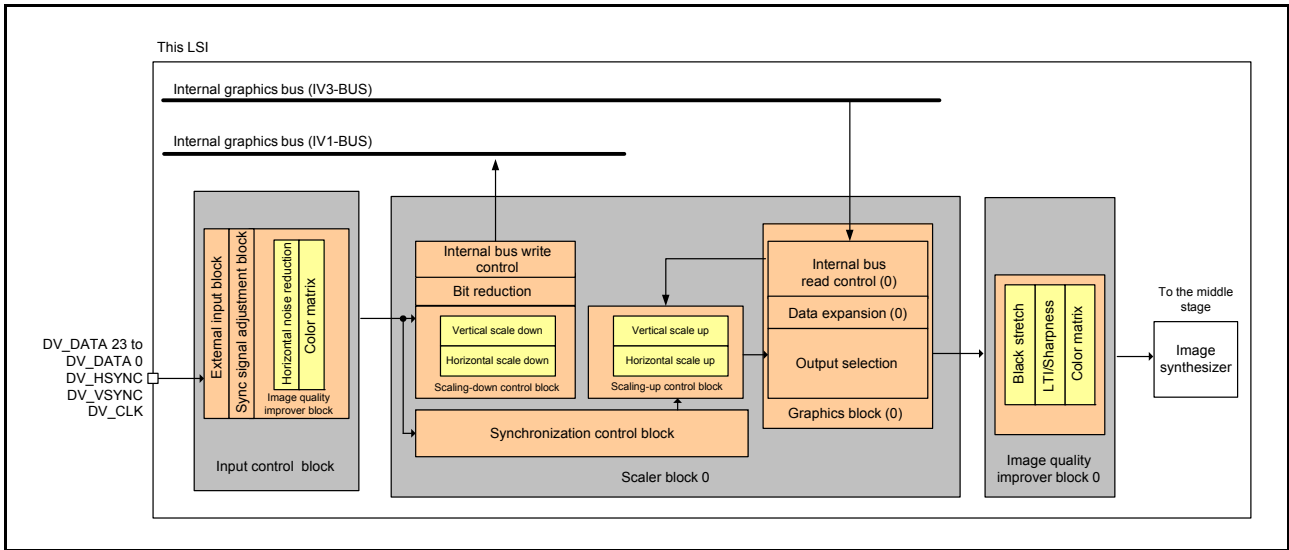 This LSI
Internal graphics bus (IV3-BUS)
Internal graphics bus (IV1-BUS)
DV_DATA 23 to
DV_DATA 0
DV_HSYNC
DV_VSYNC
DV_CLK
External input block
Sync signal adjustment block
Horizontal noise reduction
Color matrix
Image quality
improver block
Input control block
Internal bus write
control
Bit reduction
Vertical scale down
Horizontal scale down
Scaling-down control block
Vertical scale up
Horizontal scale up
Scaling-up control block
Synchronization control block
Internal bus
read control (0)
Data expansion (0)
Output selection
Graphics block (0)
Scaler block 0
Black stretch
LTI/Sharpness
Color matrix
Image quality
improver block 0
To the middle
stage
Image
synthesizer